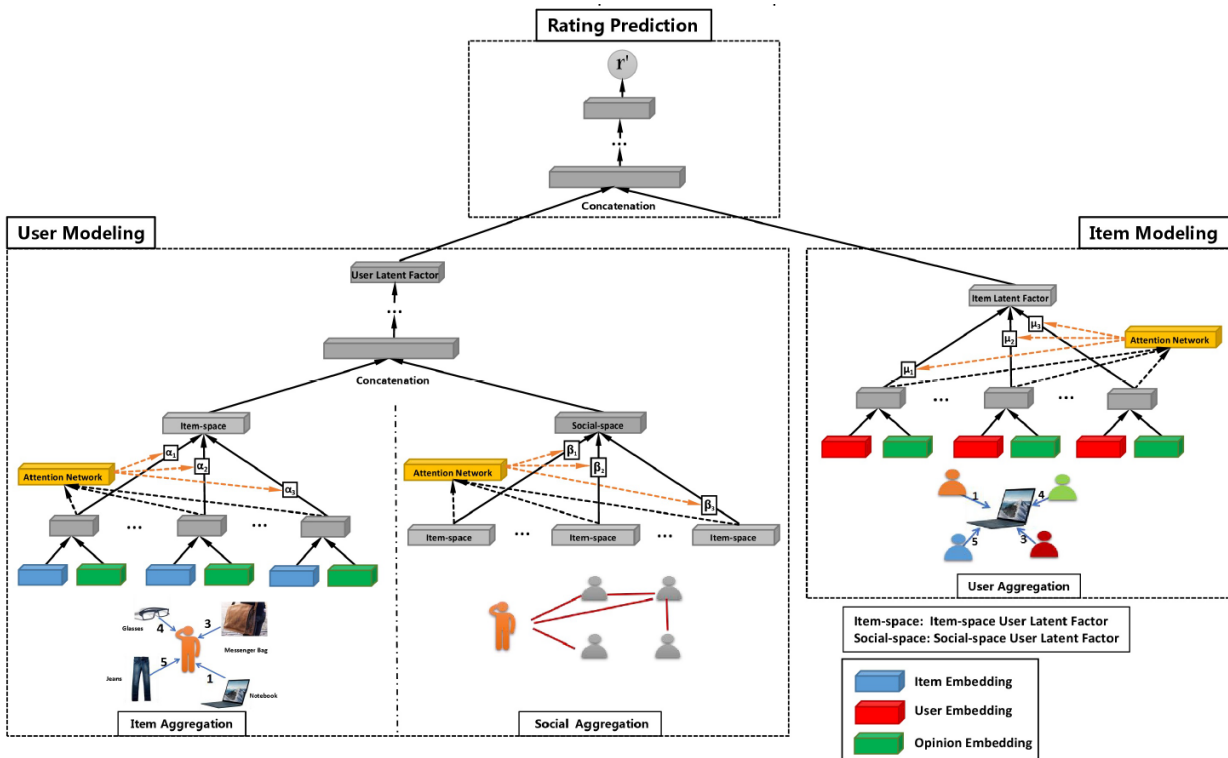 Rating Prediction
r'
...
Concatenation
User Modeling
User Latent Factor
...
Concatenation
Item-space
α1
α2
α3
Attention Network
...
...
Glasses
4
3
Messenger Bag
Jeans
5
1
Notebook
Item Aggregation
Social-space
β1
β2
β3
Attention Network
Item-space
...
Item-space
...
Item-space
Social Aggregation
Item Modeling
Item Latent Factor
μ3
μ2
μ1
Attention Network
...
...
1
4
5
3
User Aggregation
Item-space: Item-space User Latent Factor
Social-space: Social-space User Latent Factor
Item Embedding
User Embedding
Opinion Embedding